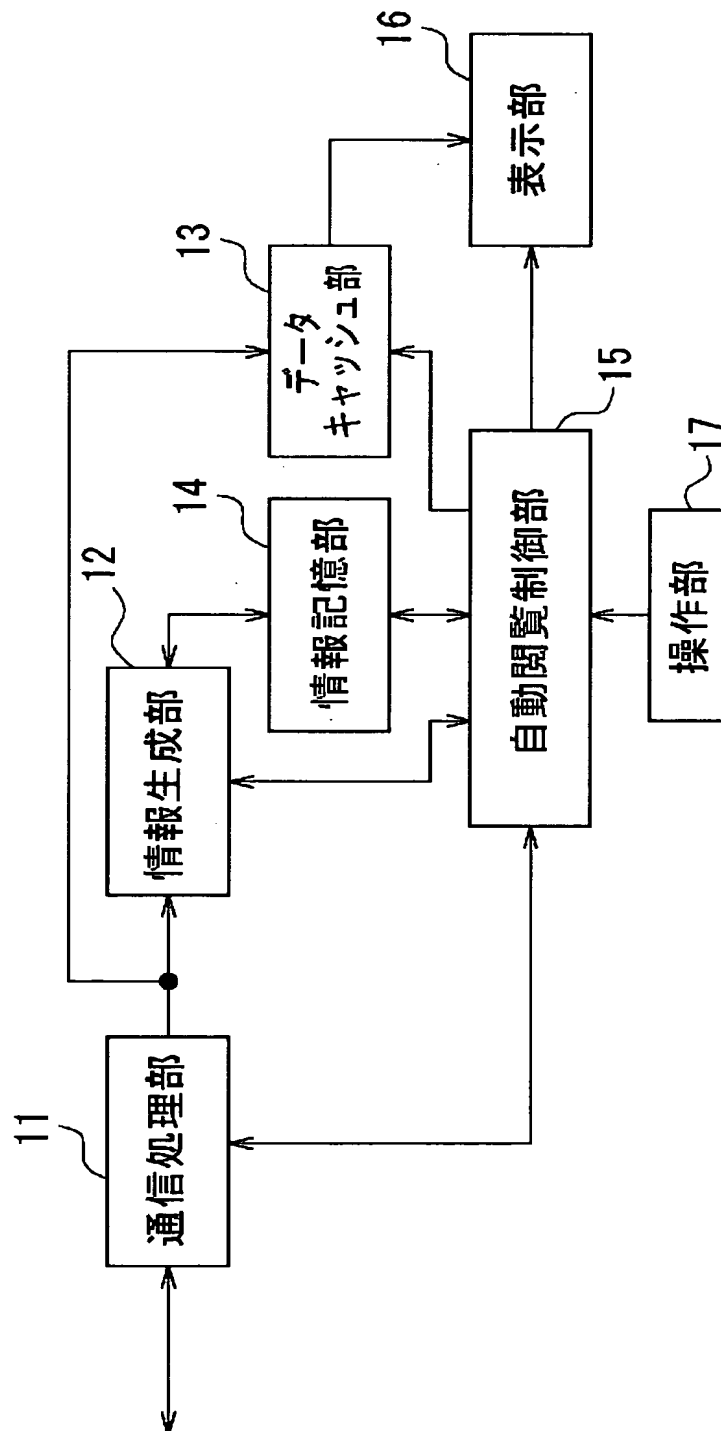 11
通信処理部
12
情報生成部
13
データ
キャッシュ部
14
情報記憶部
15
自動閲覧制御部
16
表示部
17
操作部